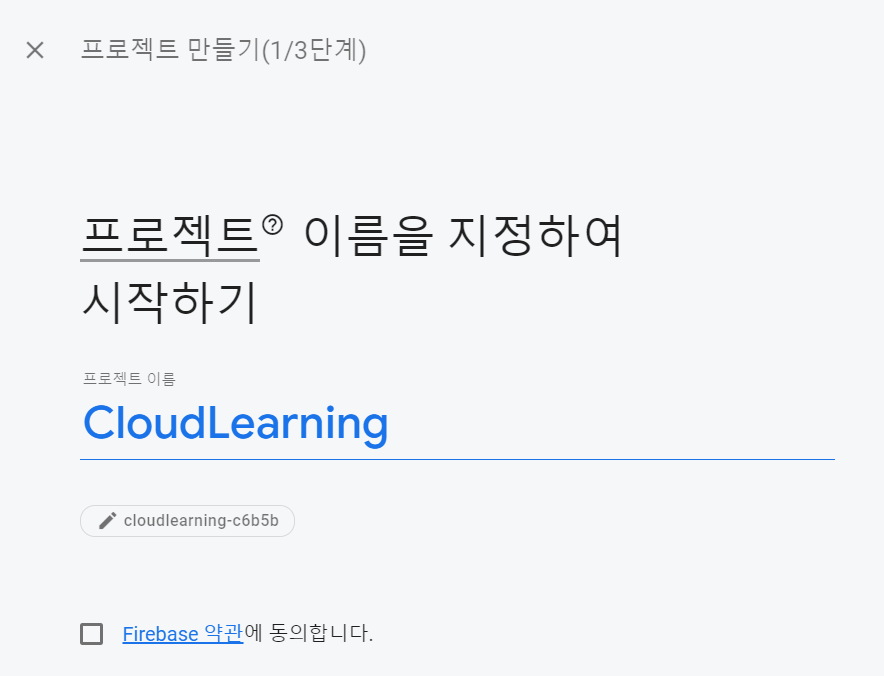 프로젝트 만들기(1/3단계)
프로젝트 이름을 지정하여
시작하기
프로젝트 이름
CloudLearning
cloudlearning-c6b5b
Firebase 약관에 동의합니다.